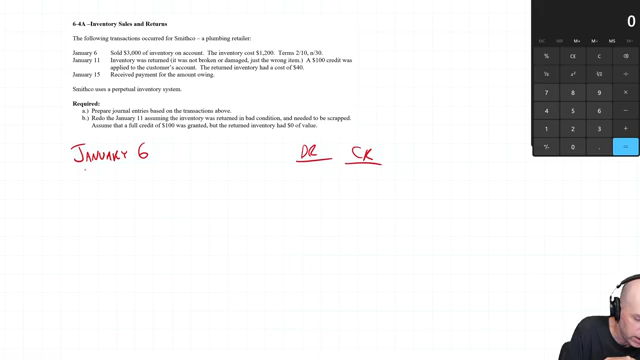 6-4A –Inventory Sales and Returns
The following transactions occurred for Smithco – a plumbing retailer:
January 6 Sold $3,000 of inventory on account. The inventory cost $1,200. Terms 2/10, n/30.
January 11 Inventory was returned (it was not broken or damaged, just the wrong item.) A $100 credit was
applied to the customer's account. The returned inventory had a cost of $40.
January 15 Received payment for the amount owing.
Smithco uses a perpetual inventory system.
Required:
a.) Prepare journal entries based on the transactions above.
b.) Redo the January 11 assuming the inventory was returned in bad condition, and needed to be scrapped.
Assume that a full credit of $100 was granted, but the returned inventory had $0 of value.
JANUARY 6 DR CR
0
MC MR M+ M- MS
% CE C
7 8 9 ×
4 5 6 -
1 2 3 +
0 . =